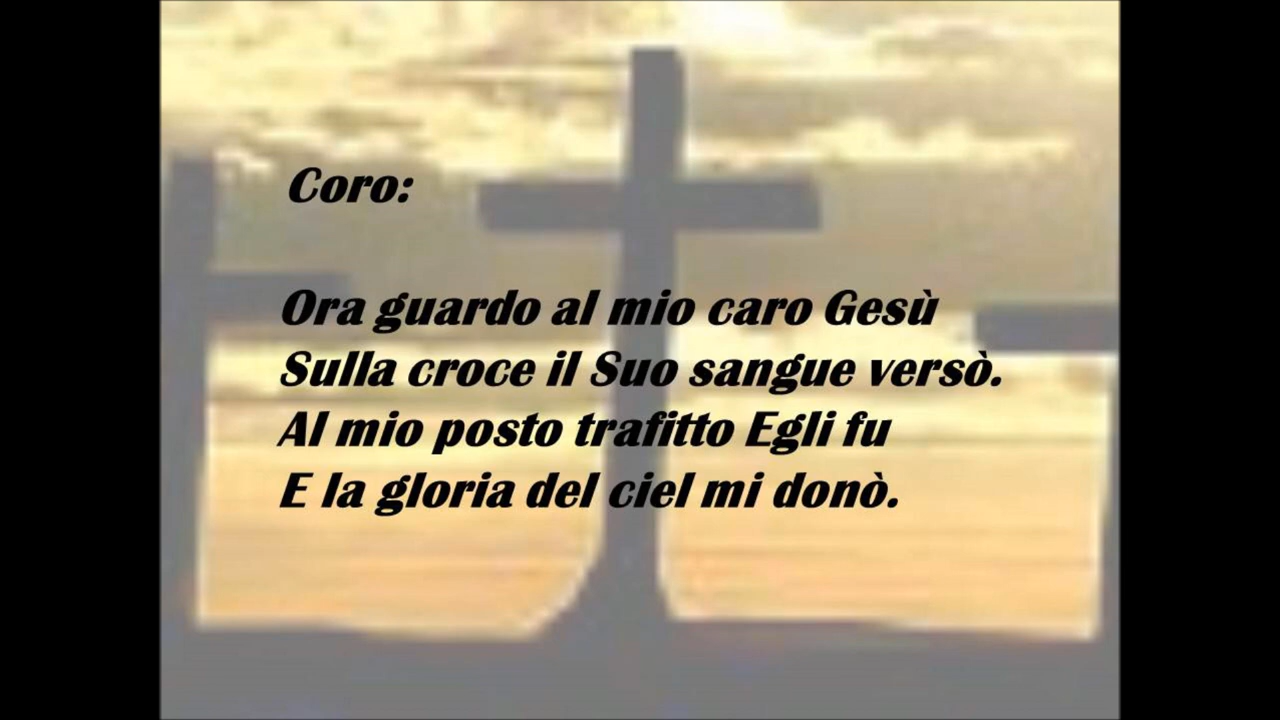 Coro:
Ora guardo al mio caro Gesù
Sulla croce il Suo sangue versò.
Al mio posto trafitto Egli fu
E la gloria del ciel mi donò.